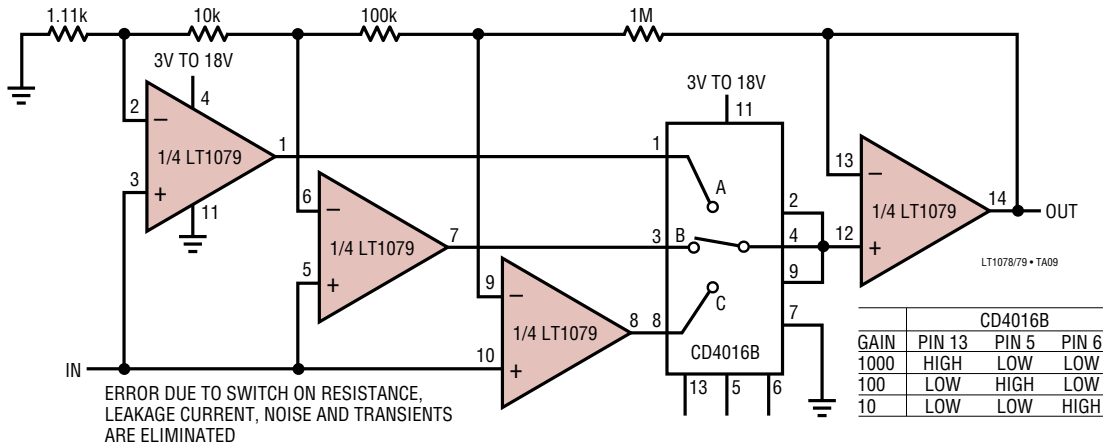 1.11k
10k
100k
1M
3V TO 18V
4
2
1/4 LT1079
1
3
11
6
1/4 LT1079
7
5
9
1/4 LT1079
8
10
IN
3V TO 18V
11
1
A
3
B
8
C
2
4
9
7
CD4016B
13
5
6
13
1/4 LT1079
14
12
OUT
LT1078/79 • TA09
ERROR DUE TO SWITCH ON RESISTANCE,
LEAKAGE CURRENT, NOISE AND TRANSIENTS
ARE ELIMINATED
CD4016B
GAIN PIN 13 PIN 5 PIN 6
1000 HIGH LOW LOW
100 LOW HIGH LOW
10 LOW LOW HIGH